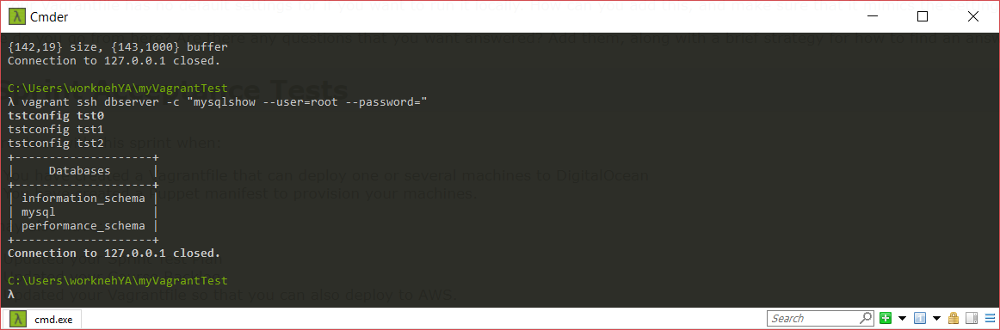 Cmder
{142,19} size, {143,1000} buffer
Connection to 127.0.0.1 closed.
C:\Users\worknehYA\myVagrantTest
λ vagrant ssh dbserver -c "mysqlshow --user=root --password="
tstconfig tst0
tstconfig tst1
tstconfig tst2
+--------------------+
|     Databases      |
+--------------------+
| information_schema |
| mysql              |
| performance_schema |
+--------------------+
Connection to 127.0.0.1 closed.
C:\Users\worknehYA\myVagrantTest
λ
cmd.exe
Search